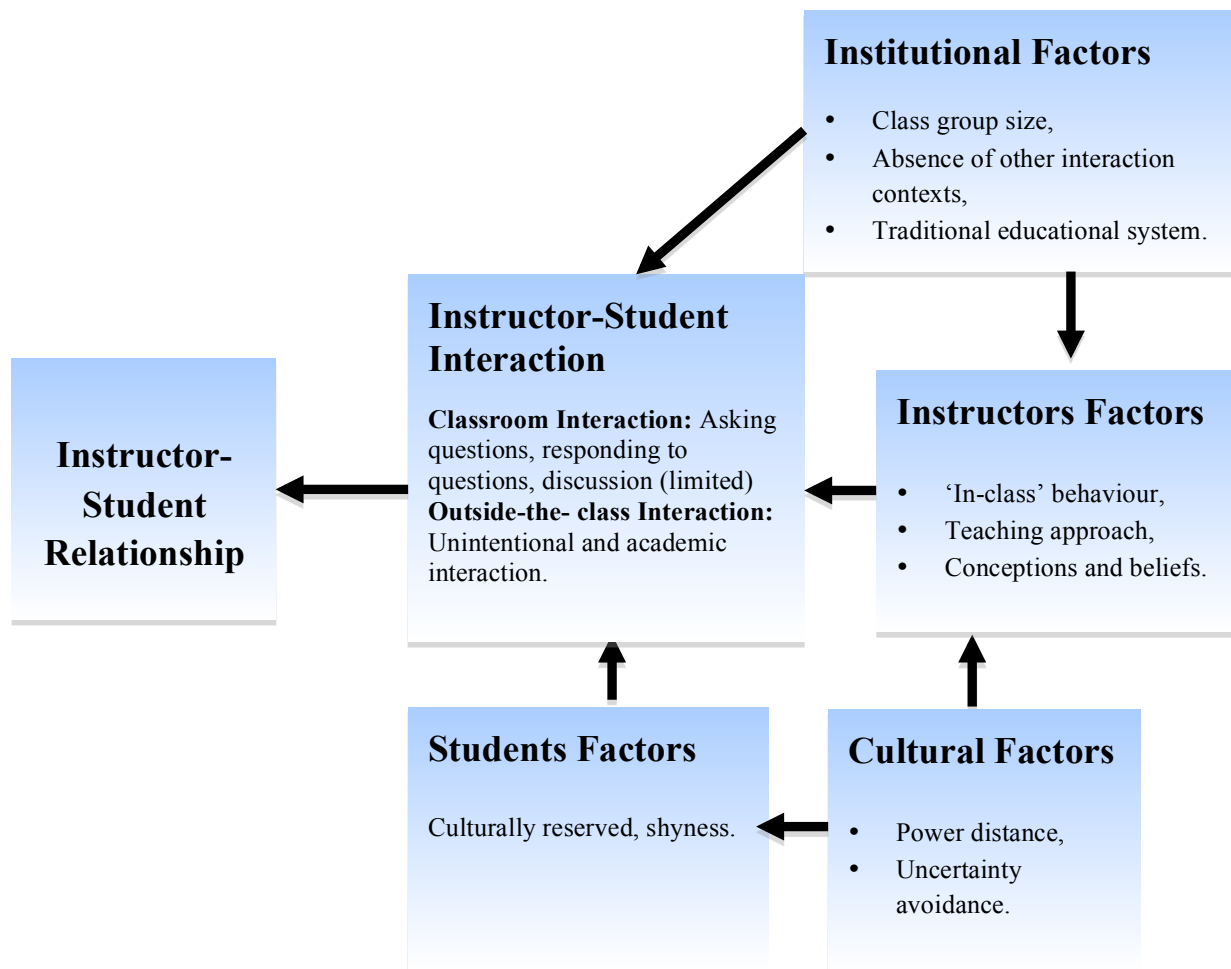 Institutional Factors
• Class group size,
• Absence of other interaction
contexts,
• Traditional educational system.
Instructor-Student
Interaction
Classroom Interaction: Asking
questions, responding to
questions, discussion (limited)
Outside-the- class Interaction:
Unintentional and academic
interaction.
Instructor-
Student
Relationship
Instructors Factors
• ‘In-class’ behaviour,
• Teaching approach,
• Conceptions and beliefs.
Students Factors
Culturally reserved, shyness.
Cultural Factors
• Power distance,
• Uncertainty
avoidance.